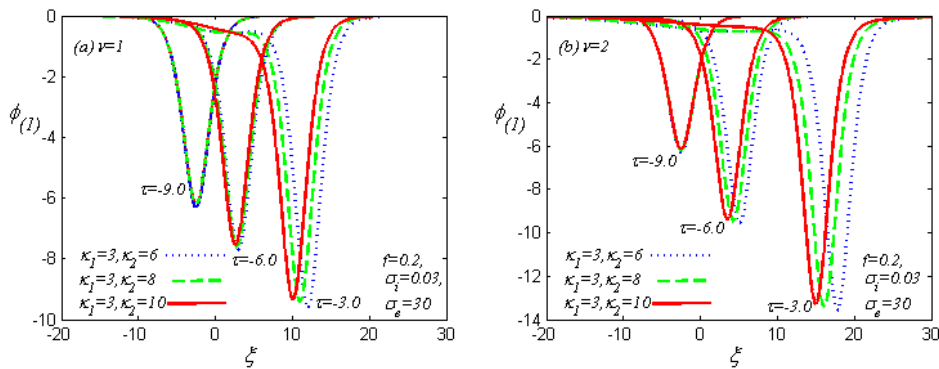 (a) ν=1
0
-2
-4
-6
-8
-10
ϕ(1)
τ=-9.0
τ=-6.0
τ=-3.0
κ1=3,κ2=6
κ1=3,κ2=8
κ1=3,κ2=10
f=0.2,
σi=0.03,
σe=30
-20 -10 0 10 20 30
ξ
(b) ν=2
0
-2
-4
-6
-8
-10
-12
-14
ϕ(1)
τ=-9.0
τ=-6.0
τ=-3.0
κ1=3,κ2=6
κ1=3,κ2=8
κ1=3,κ2=10
f=0.2,
σi=0.03,
σe=30
-20 -10 0 10 20 30
ξ